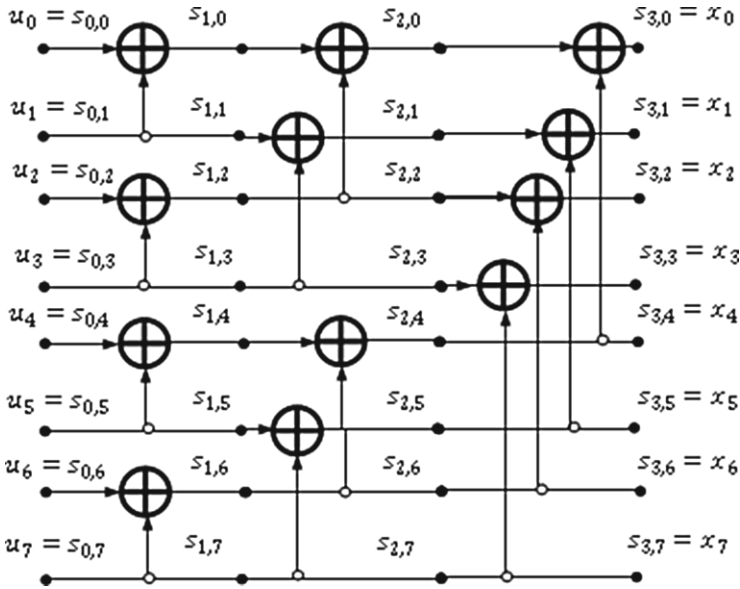 u₀ = s₀,₀ s₁,₀ s₂,₀ s₃,₀ = x₀
u₁ = s₀,₁ s₁,₁ s₂,₁ s₃,₁ = x₁
u₂ = s₀,₂ s₁,₂ s₂,₂ s₃,₂ = x₂
u₃ = s₀,₃ s₁,₃ s₂,₃ s₃,₃ = x₃
u₄ = s₀,₄ s₁,₄ s₂,₄ s₃,₄ = x₄
u₅ = s₀,₅ s₁,₅ s₂,₅ s₃,₅ = x₅
u₆ = s₀,₆ s₁,₆ s₂,₆ s₃,₆ = x₆
u₇ = s₀,₇ s₁,₇ s₂,₇ s₃,₇ = x₇